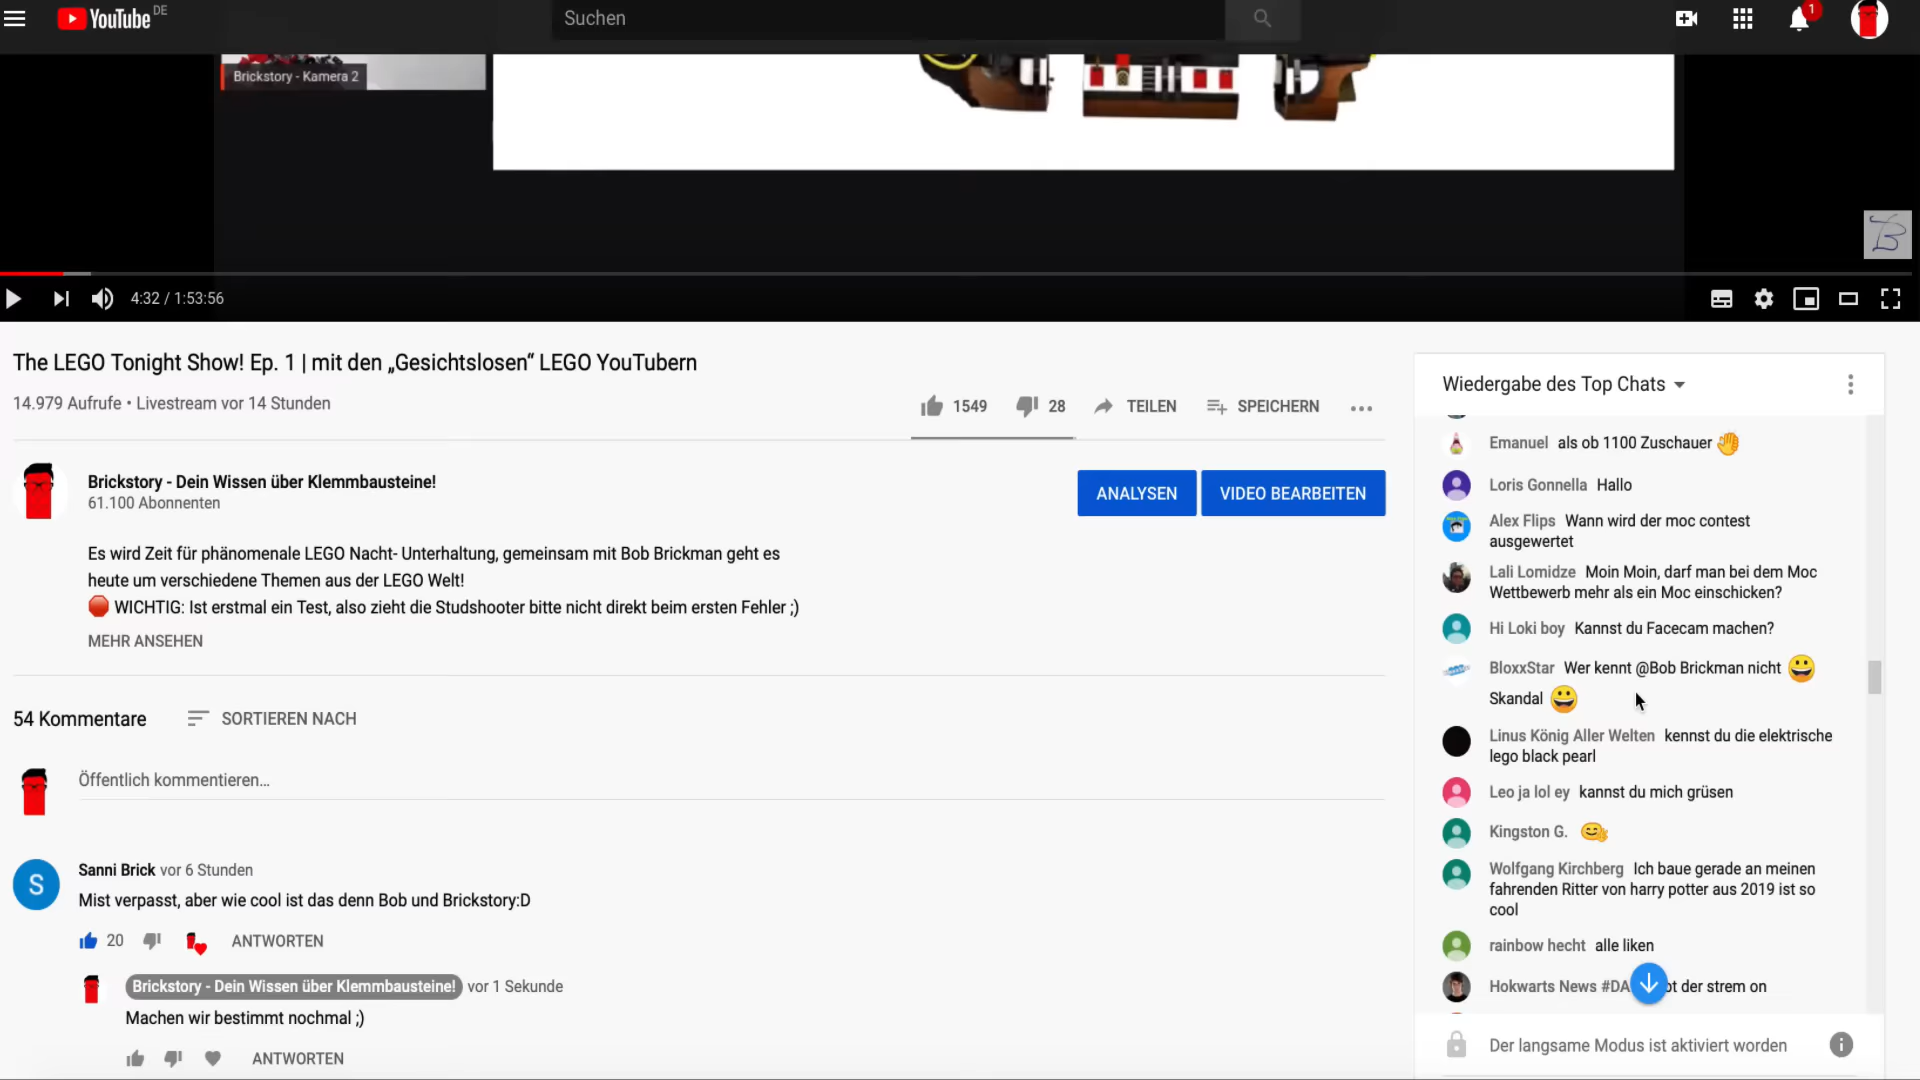 YouTube DE
Suchen
1
Brickstory - Kamera 2
4:32 / 1:53:56
The LEGO Tonight Show! Ep. 1 | mit den „Gesichtslosen“ LEGO YouTubern
14.979 Aufrufe • Livestream vor 14 Stunden
1549
28
TEILEN
SPEICHERN
Brickstory - Dein Wissen über Klemmbausteine!
61.100 Abonnenten
ANALYSEN
VIDEO BEARBEITEN
Es wird Zeit für phänomenale LEGO Nacht- Unterhaltung, gemeinsam mit Bob Brickman geht es
heute um verschiedene Themen aus der LEGO Welt!
🛑 WICHTIG: Ist erstmal ein Test, also zieht die Studshooter bitte nicht direkt beim ersten Fehler ;)
MEHR ANSEHEN
54 Kommentare
SORTIEREN NACH
Öffentlich kommentieren...
S
Sanni Brick vor 6 Stunden
Mist verpasst, aber wie cool ist das denn Bob und Brickstory:D
20
ANTWORTEN
Brickstory - Dein Wissen über Klemmbausteine! vor 1 Sekunde
Machen wir bestimmt nochmal ;)
ANTWORTEN
Wiedergabe des Top Chats
Emanuel als ob 1100 Zuschauer 👋
Loris Gonnella Hallo
Alex Flips Wann wird der moc contest
ausgewertet
Lali Lomidze Moin Moin, darf man bei dem Moc
Wettbewerb mehr als ein Moc einschicken?
Hi Loki boy Kannst du Facecam machen?
BloxxStar Wer kennt @Bob Brickman nicht 😀
Skandal 😀
Linus König Aller Welten kennst du die elektrische
lego black pearl
Leo ja lol ey kannst du mich grüsen
Kingston G.
Wolfgang Kirchberg Ich baue gerade an meinen
fahrenden Ritter von harry potter aus 2019 ist so
cool
rainbow hecht alle liken
Hokwarts News #DA der strem on
Der langsame Modus ist aktiviert worden